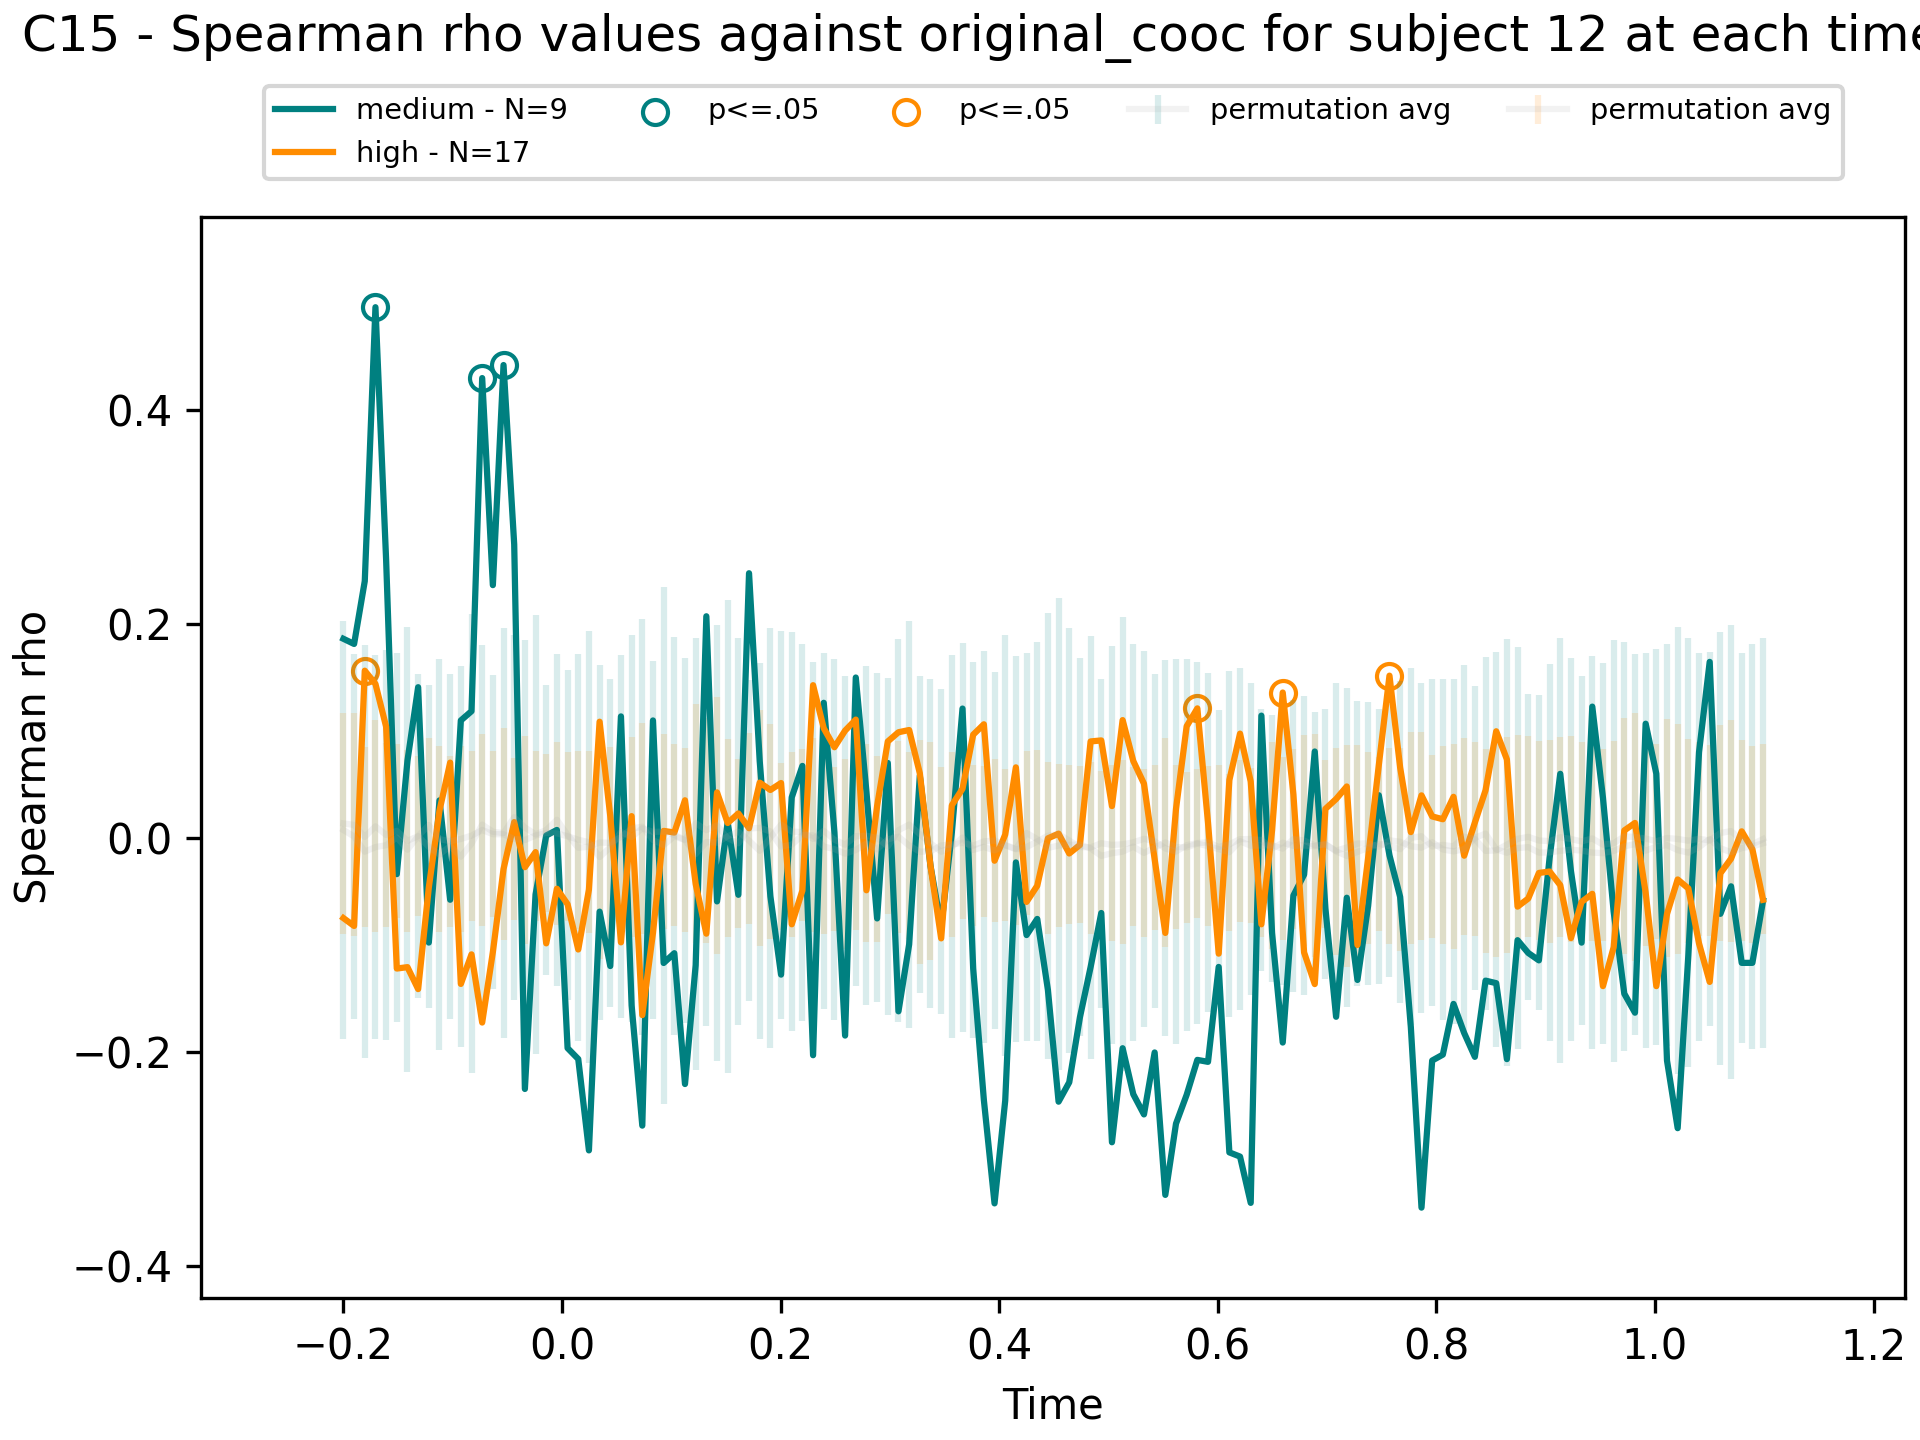 C15 - Spearman rho values against original_cooc for subject 12 at each time
medium - N=9
high - N=17
p<=.05
p<=.05
permutation avg
permutation avg
Spearman rho
0.4
0.2
0.0
−0.2
−0.4
−0.2
0.0
0.2
0.4
0.6
0.8
1.0
1.2
Time